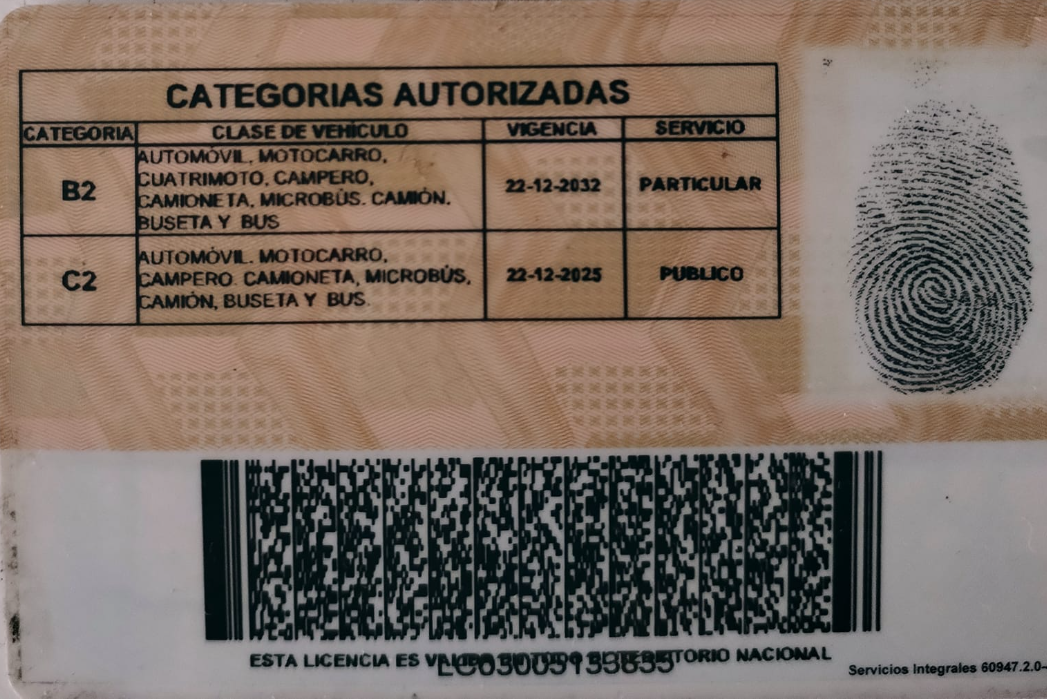 CATEGORIAS AUTORIZADAS
CATEGORIA CLASE DE VEHÍCULO VIGENCIA SERVICIO
B2 AUTOMÓVIL, MOTOCARRO, CUATRIMOTO, CAMPERO, CAMIONETA, MICROBÚS. CAMIÓN, BUSETA Y BUS 22-12-2032 PARTICULAR
C2 AUTOMÓVIL. MOTOCARRO, CAMPERO. CAMIONETA, MICROBÚS, CAMIÓN, BUSETA Y BUS. 22-12-2025 PUBLICO
ESTA LICENCIA ES TERRITORIO NACIONAL
Servicios Integrales 60947.2.0-